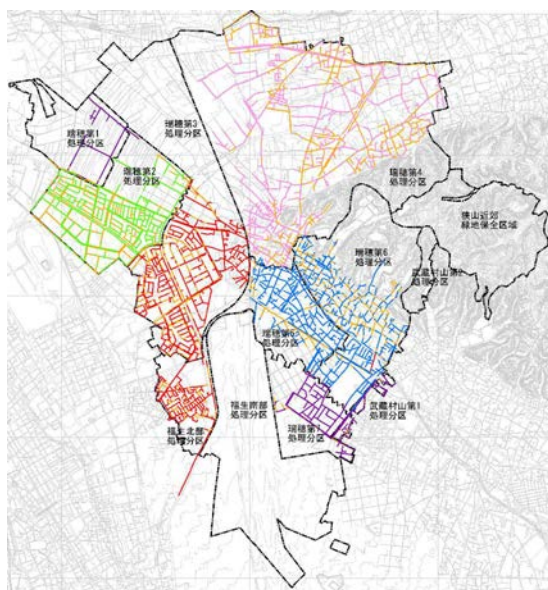 瑞穂第3
処理分区
瑞穂第1
処理分区
瑞穂第2
処理分区
瑞穂第4
処理分区
狭山近郊
緑地保全区域
瑞穂第6
処理分区
武蔵村山第2
処理分区
瑞穂第5
処理分区
福生北部
処理分区
福生南部
処理分区
瑞穂第7
処理分区
武蔵村山第1
処理分区